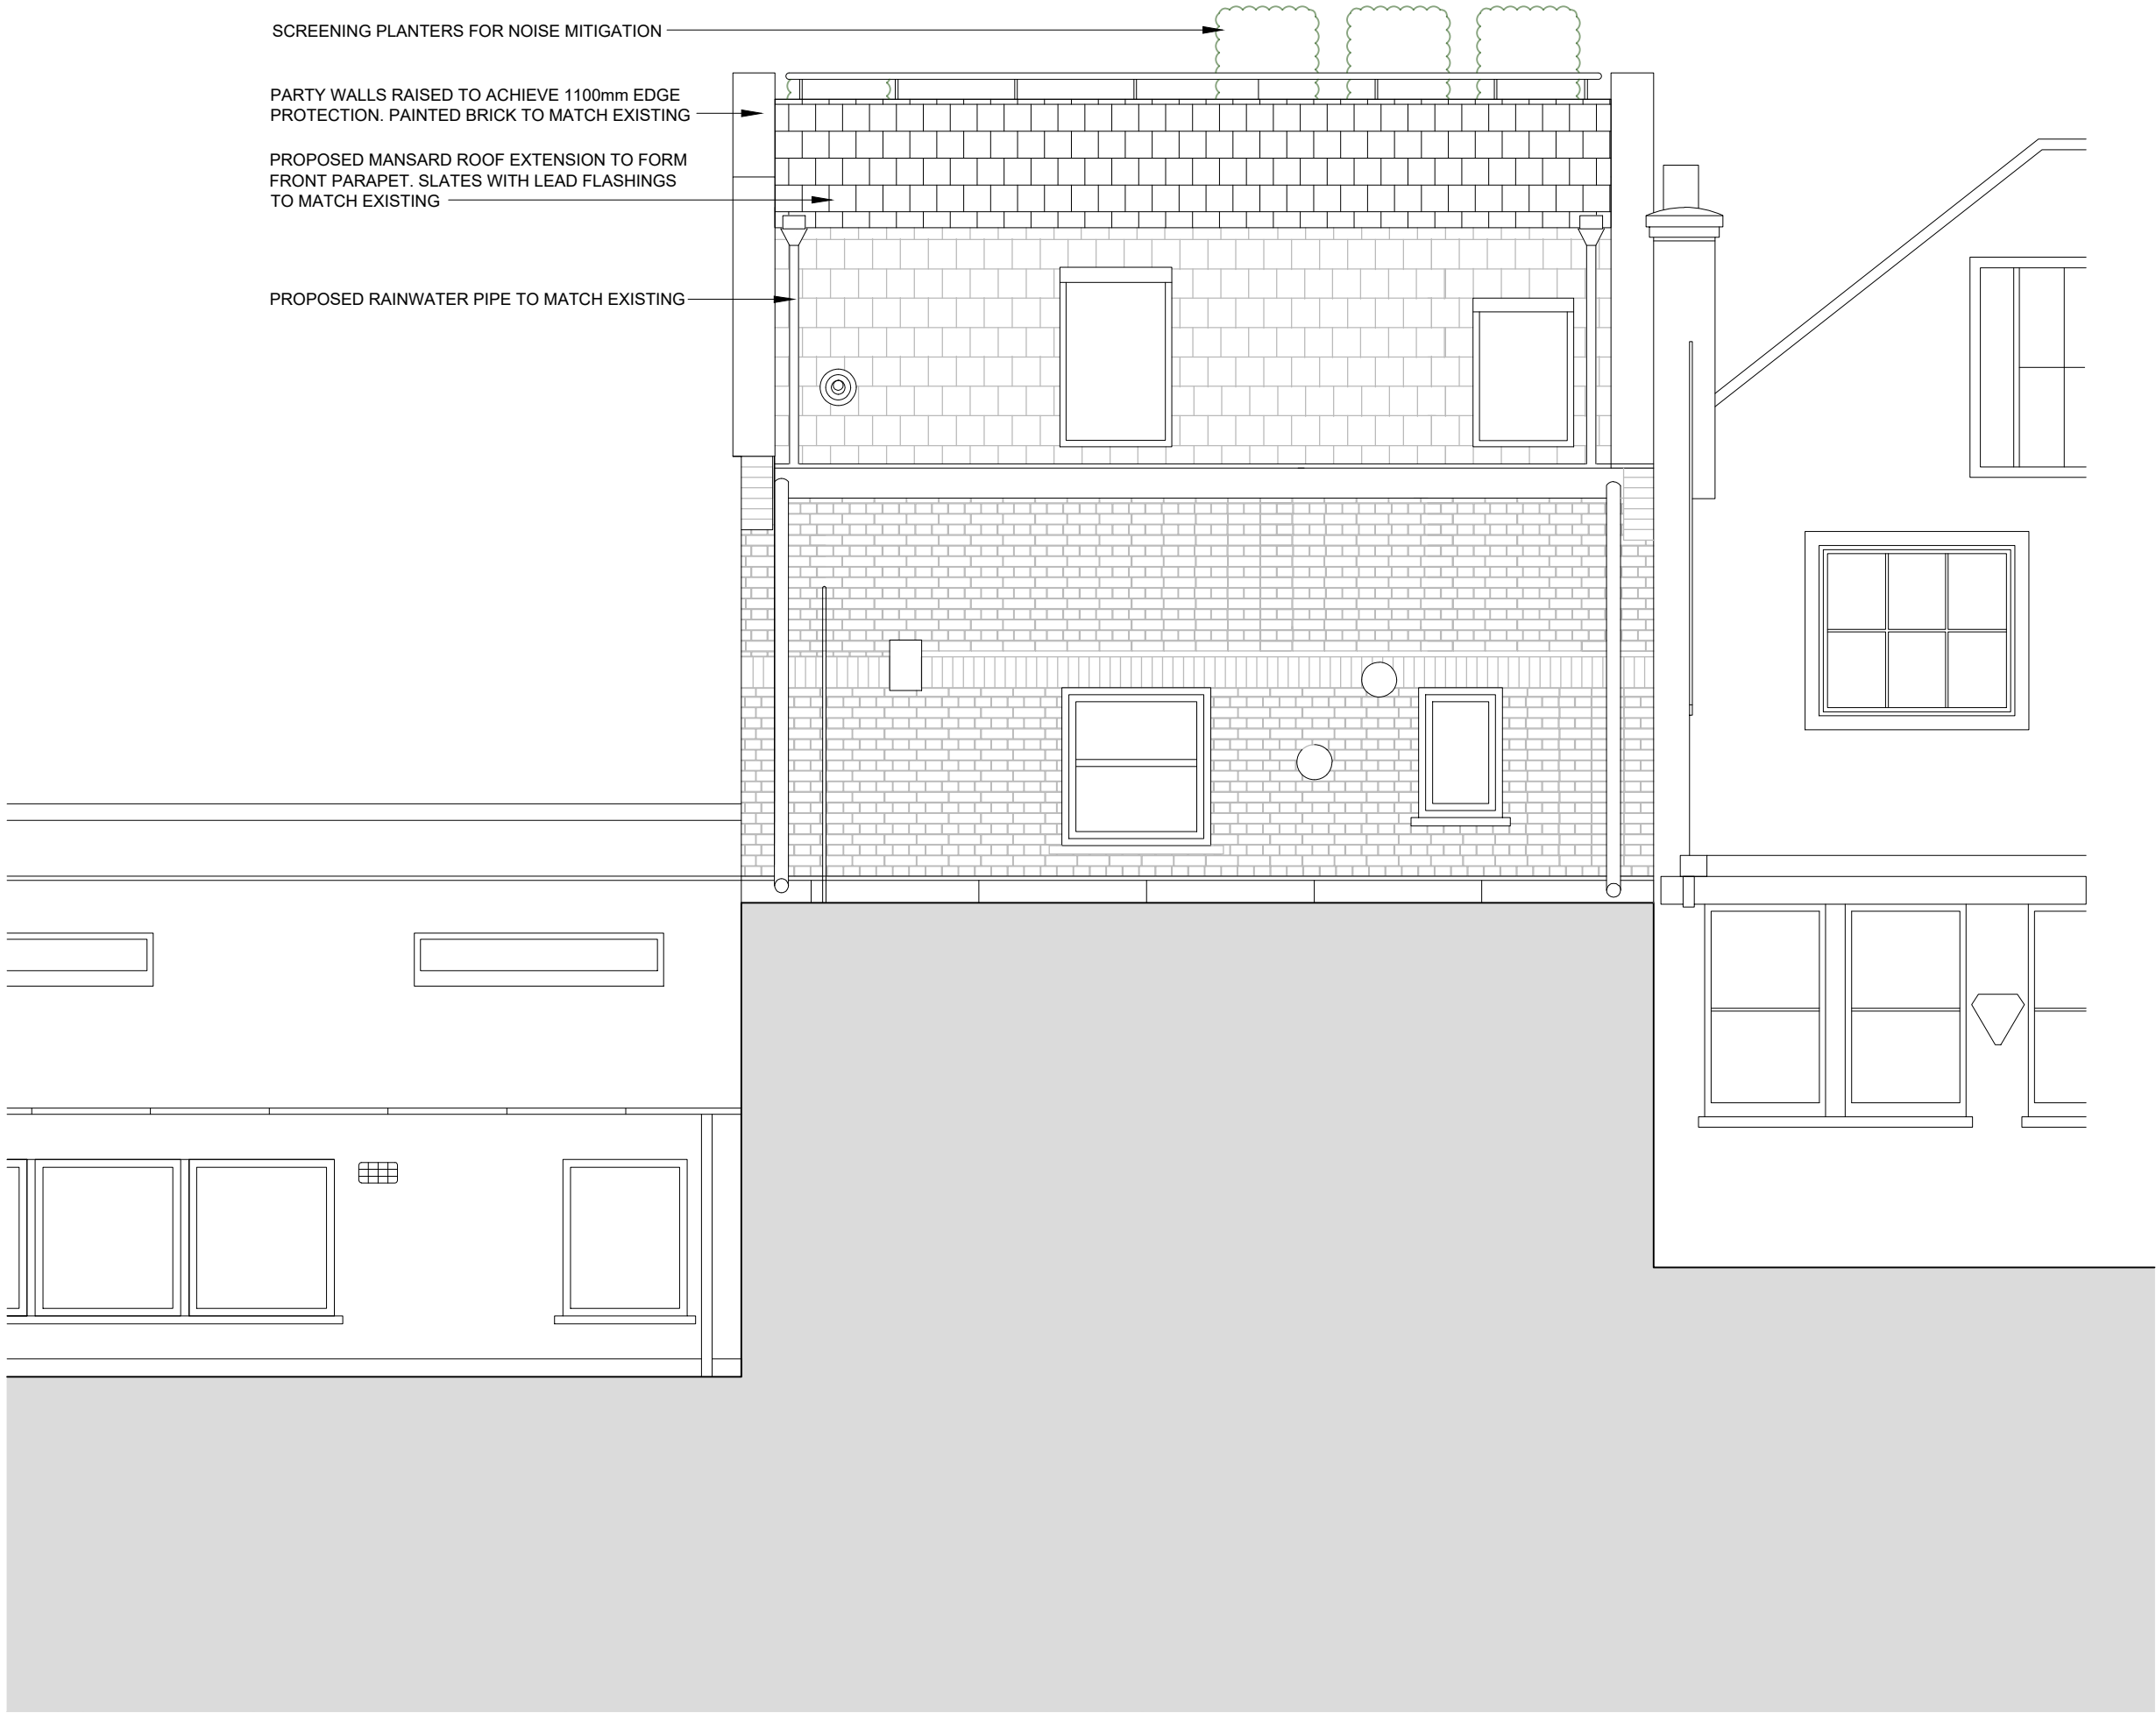 SCREENING PLANTERS FOR NOISE MITIGATION
PARTY WALLS RAISED TO ACHIEVE 1100mm EDGE
PROTECTION. PAINTED BRICK TO MATCH EXISTING
PROPOSED MANSARD ROOF EXTENSION TO FORM
FRONT PARAPET. SLATES WITH LEAD FLASHINGS
TO MATCH EXISTING
PROPOSED RAINWATER PIPE TO MATCH EXISTING